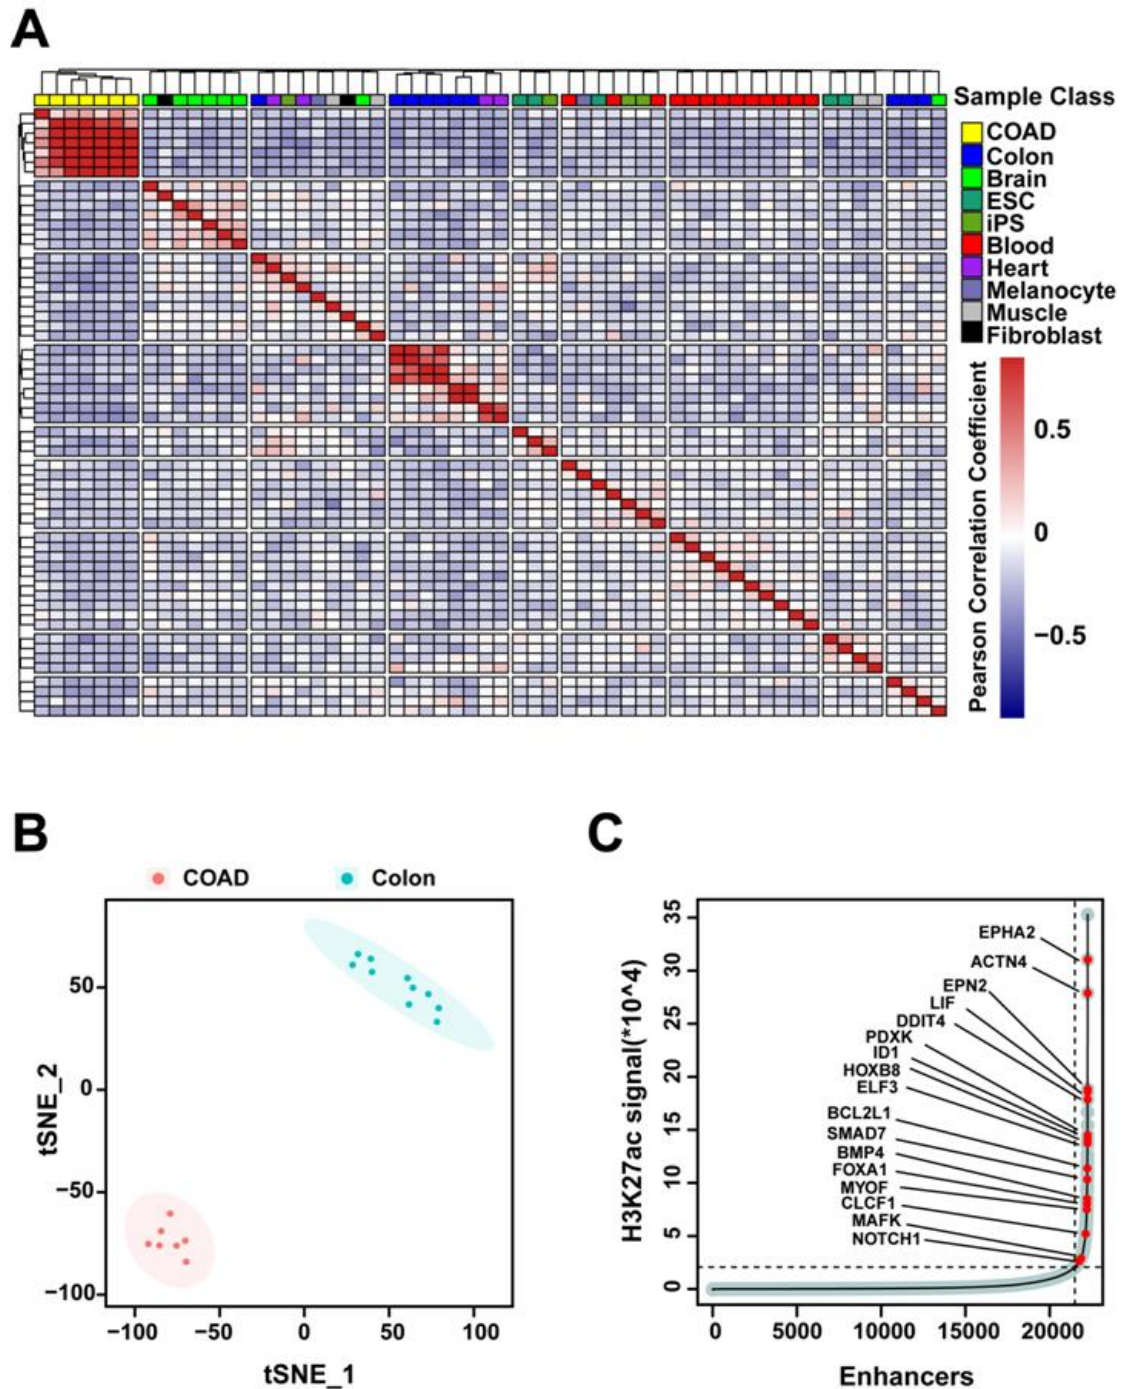 A
Sample Class
COAD
Colon
Brain
ESC
iPS
Blood
Heart
Melanocyte
Muscle
Fibroblast
Pearson Correlation Coefficient
0.5
0
−0.5
B
COAD
Colon
50
0
−50
−100
−100
−50
0
50
100
tSNE_2
tSNE_1
C
35
30
25
20
15
10
5
0
H3K27ac signal(*10^4)
EPHA2
ACTN4
EPN2
LIF
DDIT4
PDXK
ID1
HOXB8
ELF3
BCL2L1
SMAD7
BMP4
FOXA1
MYOF
CLCF1
MAFK
NOTCH1
0
5000
10000
15000
20000
Enhancers